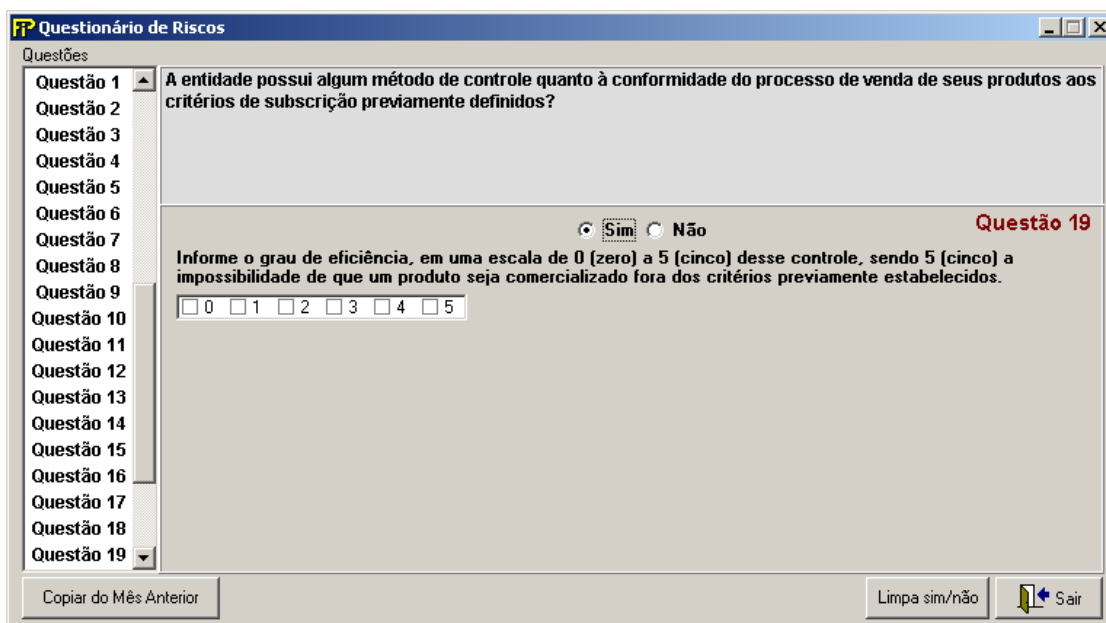 FIP Questionário de Riscos
Questões
Questão 1
Questão 2
Questão 3
Questão 4
Questão 5
Questão 6
Questão 7
Questão 8
Questão 9
Questão 10
Questão 11
Questão 12
Questão 13
Questão 14
Questão 15
Questão 16
Questão 17
Questão 18
Questão 19
A entidade possui algum método de controle quanto à conformidade do processo de venda de seus produtos aos
critérios de subscrição previamente definidos?
Sim Não
Questão 19
Informe o grau de eficiência, em uma escala de 0 (zero) a 5 (cinco) desse controle, sendo 5 (cinco) a
impossibilidade de que um produto seja comercializado fora dos critérios previamente estabelecidos.
0 1 2 3 4 5
Copiar do Mês Anterior
Limpa sim/não
Sair